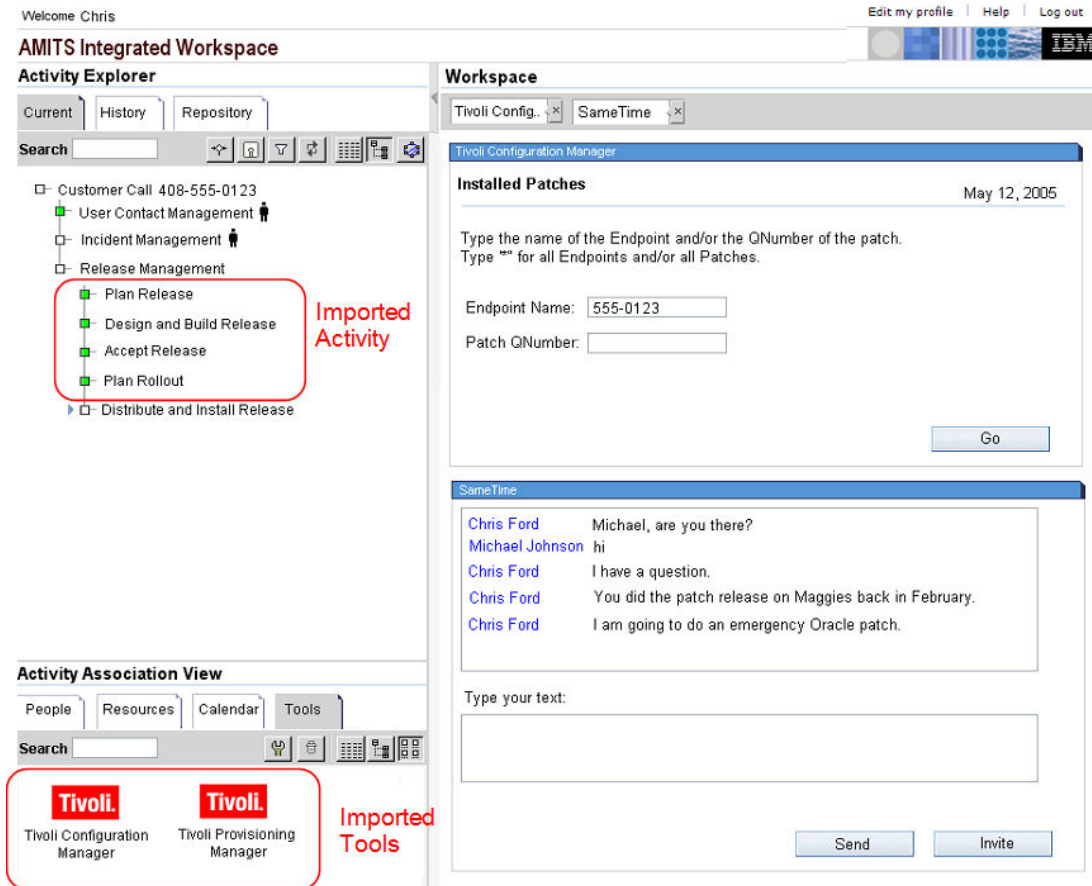 Welcome Chris
Edit my profile
Help
Log out
AMITS Integrated Workspace
IBM
Activity Explorer
Current
History
Repository
Search
Customer Call 408-555-0123
User Contact Management
Incident Management
Release Management
Plan Release
Design and Build Release
Accept Release
Plan Rollout
Distribute and Install Release
Imported
Activity
Activity Association View
People
Resources
Calendar
Tools
Search
Tivoli.
Tivoli Configuration
Manager
Tivoli.
Tivoli Provisioning
Manager
Imported
Tools
Workspace
Tivoli Config..
SameTime
Tivoli Configuration Manager
Installed Patches
May 12, 2005
Type the name of the Endpoint and/or the QNumber of the patch.
Type "*" for all Endpoints and/or all Patches.
Endpoint Name: 555-0123
Patch QNumber:
Go
SameTime
Chris Ford Michael, are you there?
Michael Johnson hi
Chris Ford I have a question.
Chris Ford You did the patch release on Maggies back in February.
Chris Ford I am going to do an emergency Oracle patch.
Type your text:
Send
Invite